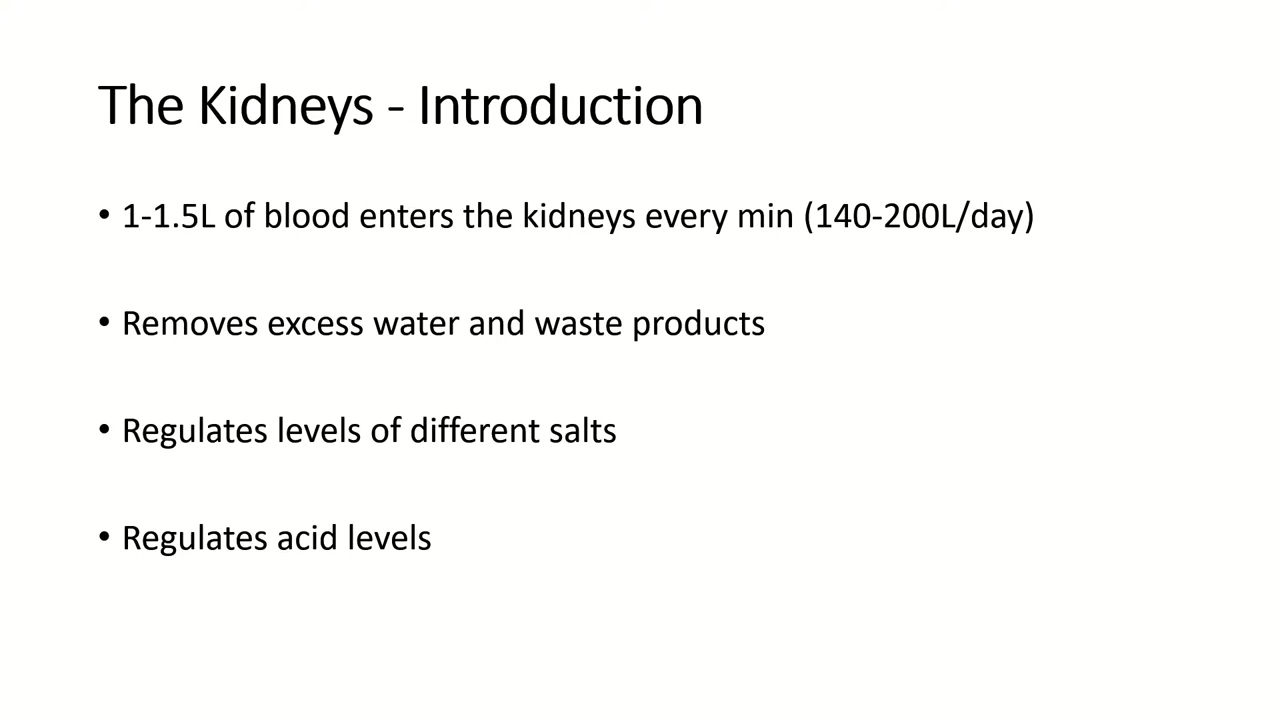 The Kidneys - Introduction
• 1-1.5L of blood enters the kidneys every min (140-200L/day)
• Removes excess water and waste products
• Regulates levels of different salts
• Regulates acid levels